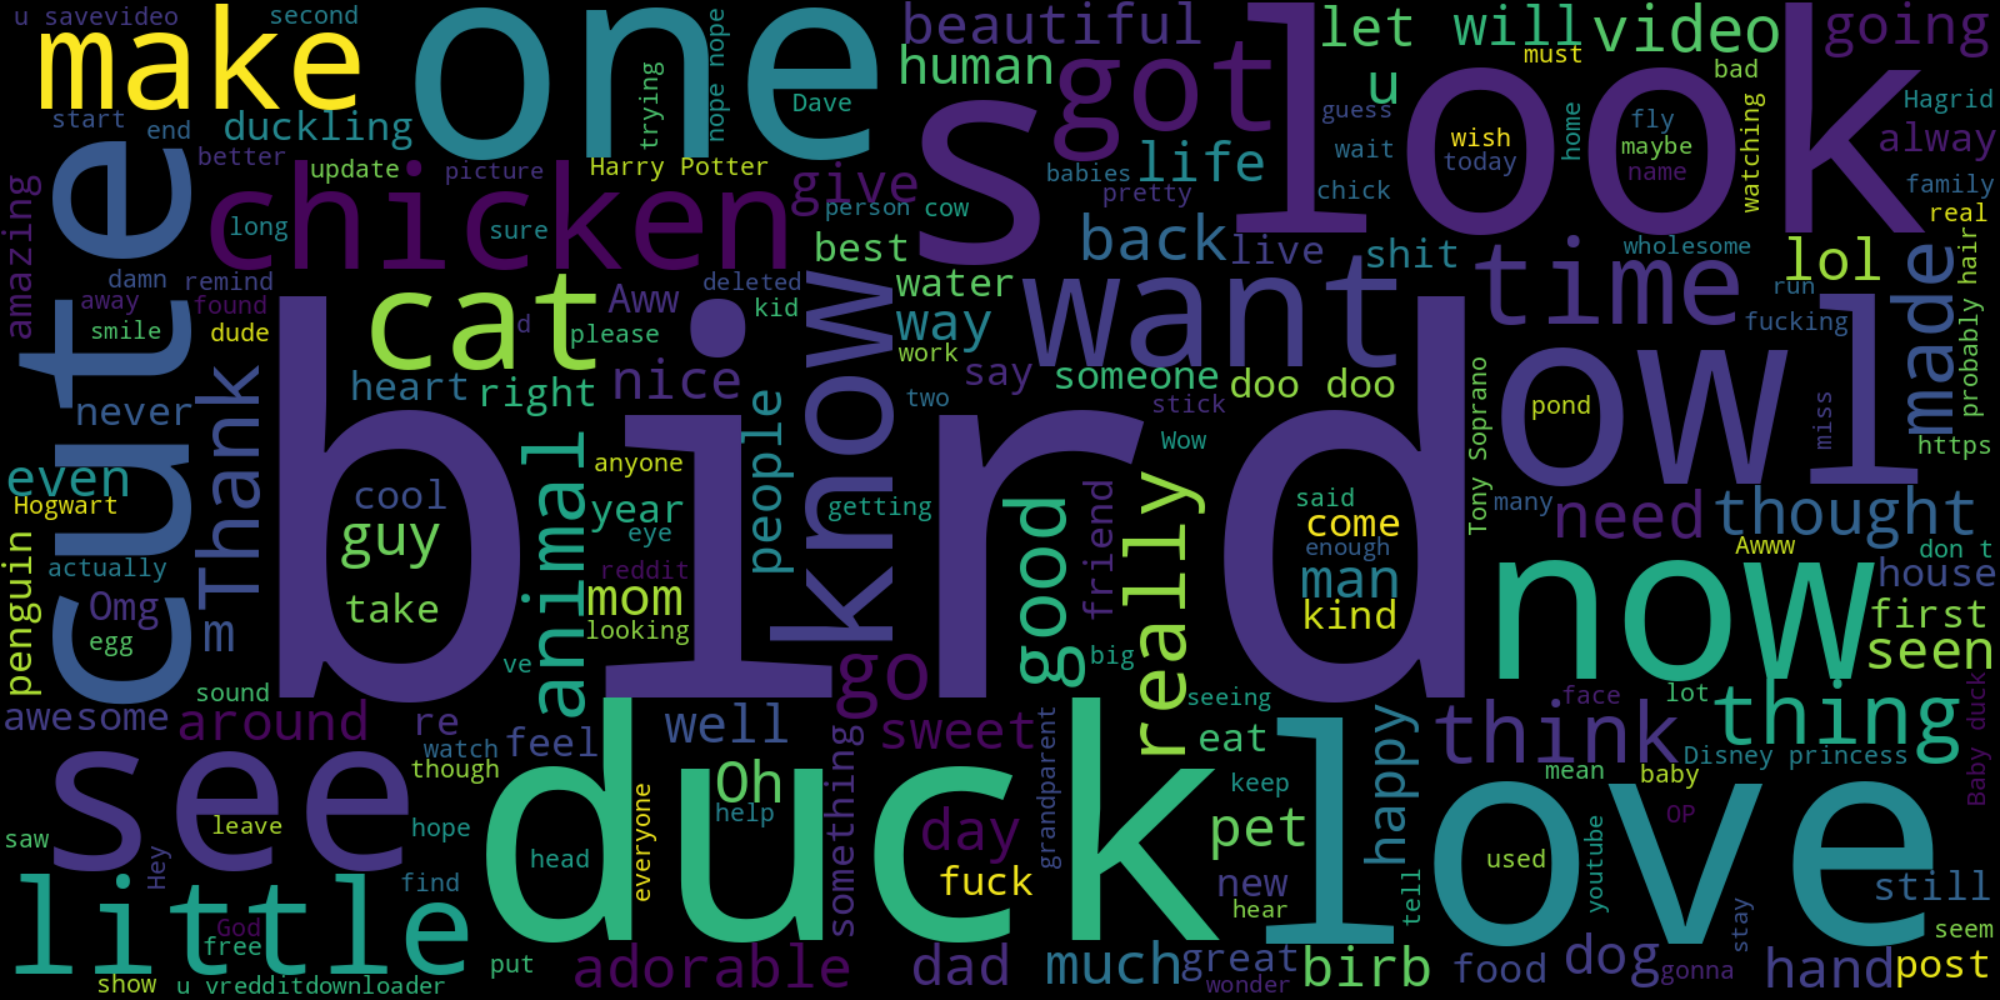 u savevideo
second
make
one
beautiful
let
will
video
going
must
human
got
s
look
u
bad
start
end
duckling
trying
nope nope
Dave
guess
wish
today
home
fly
maybe
name
watching
Hagrid
alway
better
update
picture
Harry Potter
give
babies
life
pretty
wait
chick
family
real
amazing
cute
chicken
long
sure
person
cow
best
back
live
shit
wholesome
lol
probably hair
damn
remind
away
found
smile
dude
cat
d
please
Aww
deleted
kid
know
water
way
work
want
time
run
fucking
made
heart
right
nice
say
someone
doo doo
two
stick
never
Thank
m
bird
people
Wow
Tony Soprano
owl
pond
miss
https
even
Hogwart
cool
guy
take
animal
anyone
year
eye
reddit
mom
looking
getting
good
friend
really
said
come
enough
man
kind
many
need
thought
Awww
don t
penguin
actually
Omg
egg
now
house
first
seen
sound
ve
go
big
seeing
face
lot
thing
Baby duck
awesome
around
re
watch
though
feel
well
sweet
something
grandparent
eat
happy
think
Disney princess
see
leave
hope
duck
Oh
help
everyone
head
day
fuck
keep
pet
love
mean
baby
OP
used
youtube
saw
Hey
little
God
free
find
new
hear
tell
stay
still
seem
show
u vredditdownloader
put
adorable
dad
much
great
wonder
birb
food
dog
gonna
hand
post